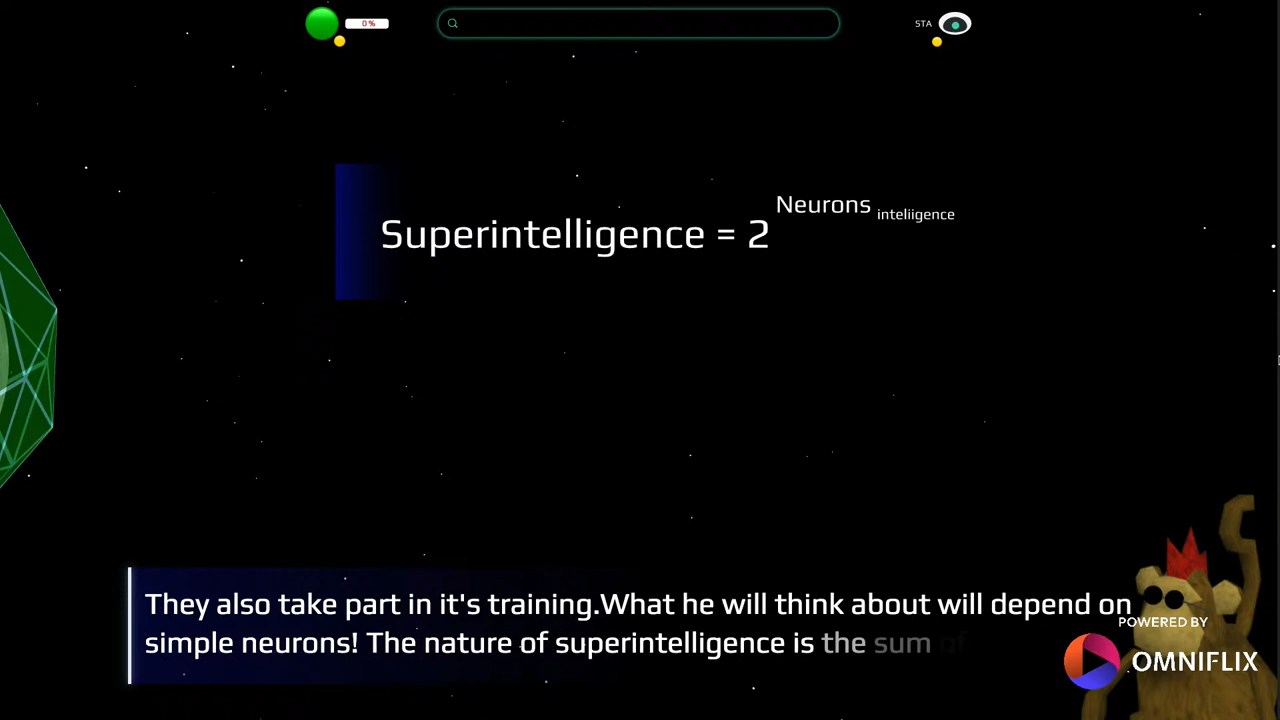 0 %
STA
Superintelligence = 2 Neurons inteliigence
They also take part in it's training.What he will think about will depend on
simple neurons! The nature of superintelligence is the sum of
POWERED BY
OMNIFLIX